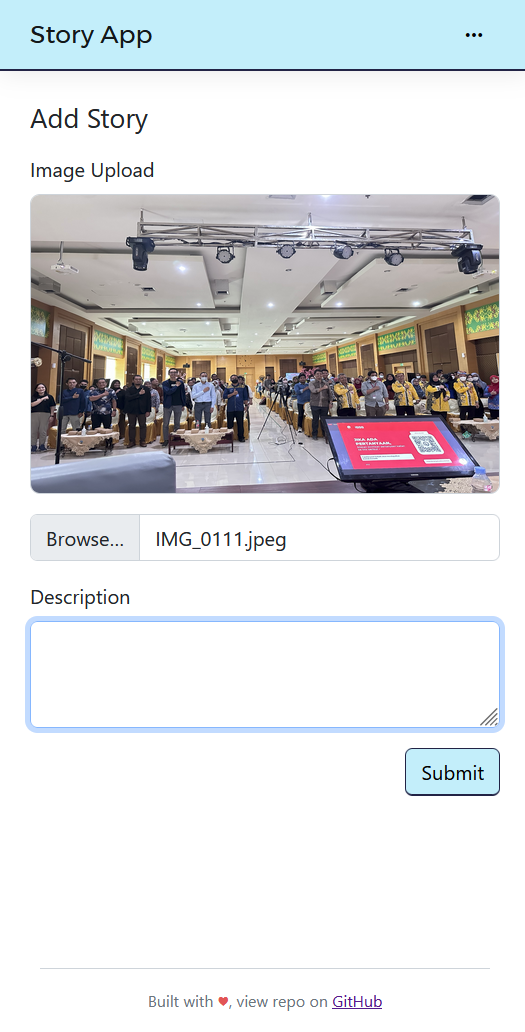 Story App
Add Story
Image Upload
JIKA ADA
PERTANYAAN,
Browse...
IMG_0111.jpeg
Description
Submit
Built with ♥, view repo on GitHub